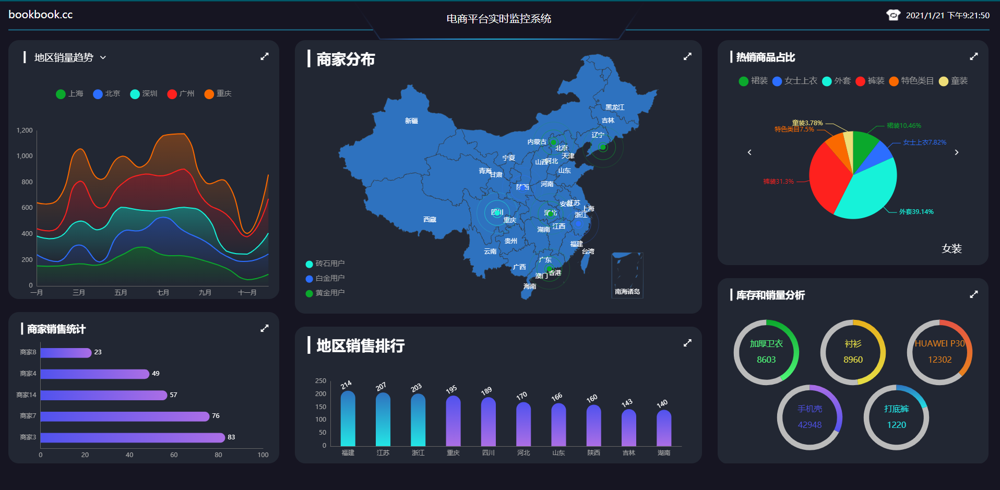 bookbook.cc
电商平台实时监控系统
2021/1/21 下午9:21:50
地区销量趋势
上海 北京 深圳 广州 重庆
1,200
1,000
800
600
400
200
0
一月 三月 五月 七月 九月 十一月
商家销售统计
商家8 23
商家4 49
商家14 57
商家7 76
商家3 83
0 20 40 60 80 100
商家分布
黑龙江
新疆
吉林
辽宁
内蒙古
北京
天津
宁夏
山西
河北
青海
甘肃
山东
陕西
河南
安徽
江苏
四川
湖北
上海
浙江
西藏
重庆
湖南
江西
贵州
福建
云南
台湾
广东
广西
澳门
香港
海南
南海诸岛
砖石用户
白金用户
黄金用户
地区销售排行
250
200
150
100
50
0
214 207 203 195 189 170 166 160 143 140
福建 江苏 浙江 重庆 四川 河北 山东 陕西 吉林 湖南
热销商品占比
裙装 女士上衣 外套 裤装 特色类目 童装
童装3.78%
特色类目7.5%
裙装10.46%
女士上衣7.82%
裤装31.3%
外套39.14%
女装
库存和销量分析
加厚卫衣
8603
衬衫
8960
HUAWEI P30
12302
手机壳
42948
打底裤
1220